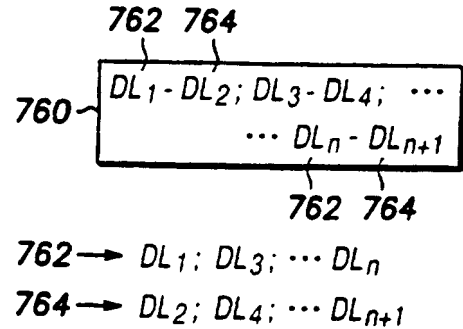 762 764
760 DL₁ - DL₂; DL₃ - DL₄; ...
... DLₙ - DLₙ₊₁
762 764
762 → DL₁; DL₃; ... DLₙ
764 → DL₂; DL₄; ... DLₙ₊₁